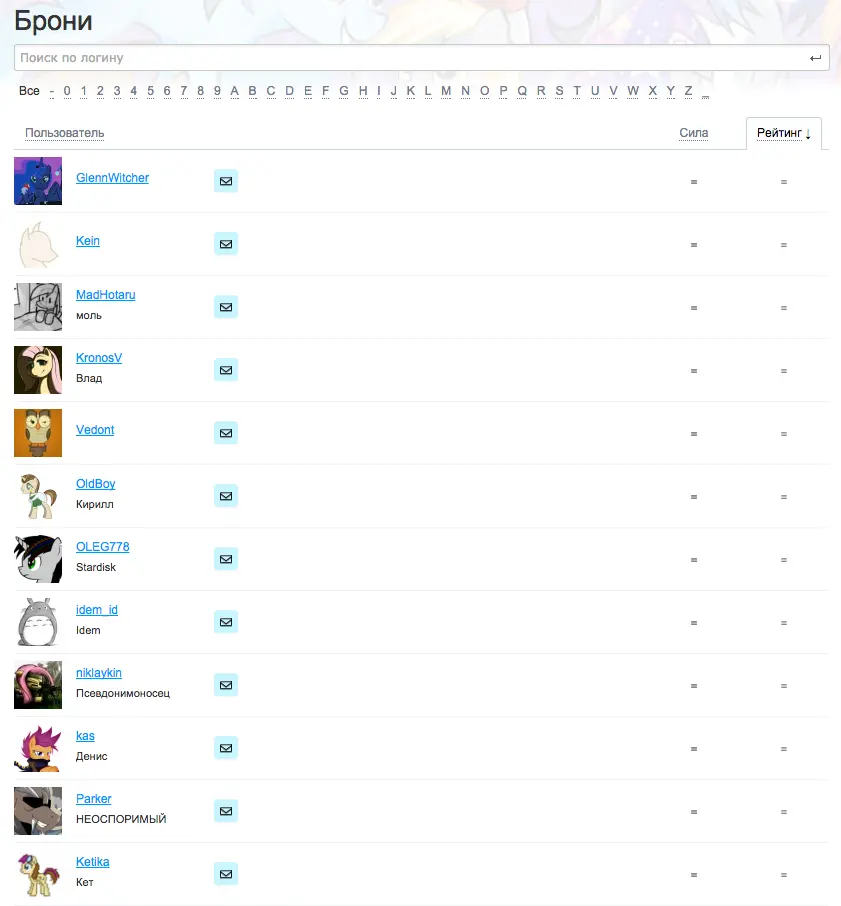 Брони
Поиск по логину
Все - 0 1 2 3 4 5 6 7 8 9 A B C D E F G H I J K L M N O P Q R S T U V W X Y Z _
Пользователь Сила Рейтинг ↓
GlennWitcher = =
Kein = =
MadHotaru = =
моль
KronosV = =
Влад
Vedont = =
OldBoy = =
Кирилл
OLEG778 = =
Stardisk
idem_id = =
Idem
niklaykin = =
Псевдонимоносец
kas = =
Денис
Parker = =
НЕОСПОРИМЫЙ
Ketika = =
Кет